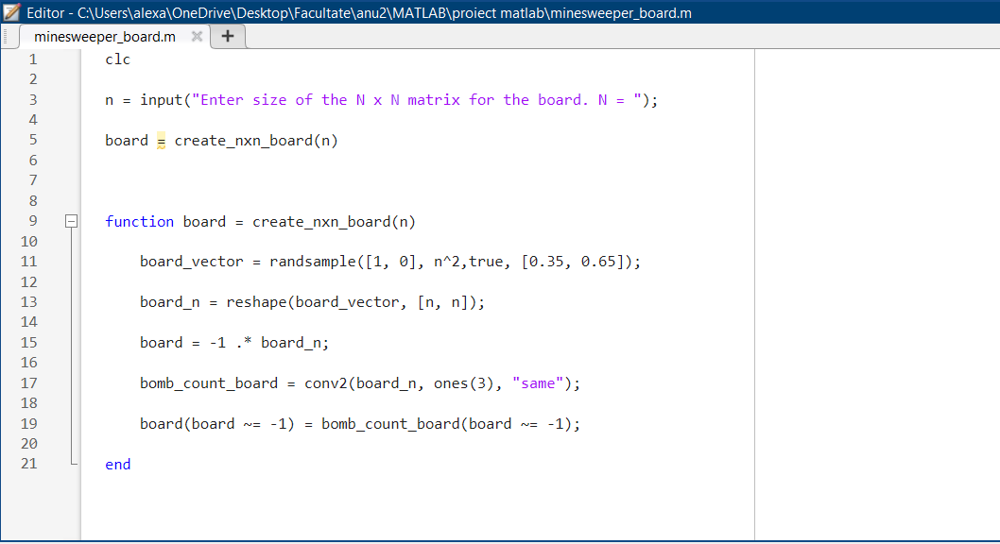 Editor - C:\Users\alexa\OneDrive\Desktop\Facultate\anu2\MATLAB\proiect matlab\minesweeper_board.m
minesweeper_board.m
1 clc
2
3 n = input("Enter size of the N x N matrix for the board. N = ");
4
5 board = create_nxn_board(n)
6
7
8
9 function board = create_nxn_board(n)
10
11 board_vector = randsample([1, 0], n^2,true, [0.35, 0.65]);
12
13 board_n = reshape(board_vector, [n, n]);
14
15 board = -1 .* board_n;
16
17 bomb_count_board = conv2(board_n, ones(3), "same");
18
19 board(board ~= -1) = bomb_count_board(board ~= -1);
20
21 end